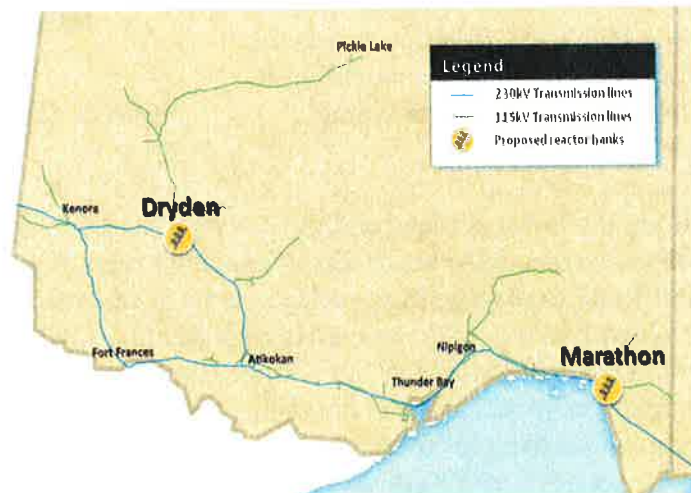 Pickle Lake
Legend
230kV Transmission lines
115kV Transmission lines
Proposed reactor banks
Kenora
Dryden
Fort Frances
Atikokan
Nipigon
Marathon
Thunder Bay